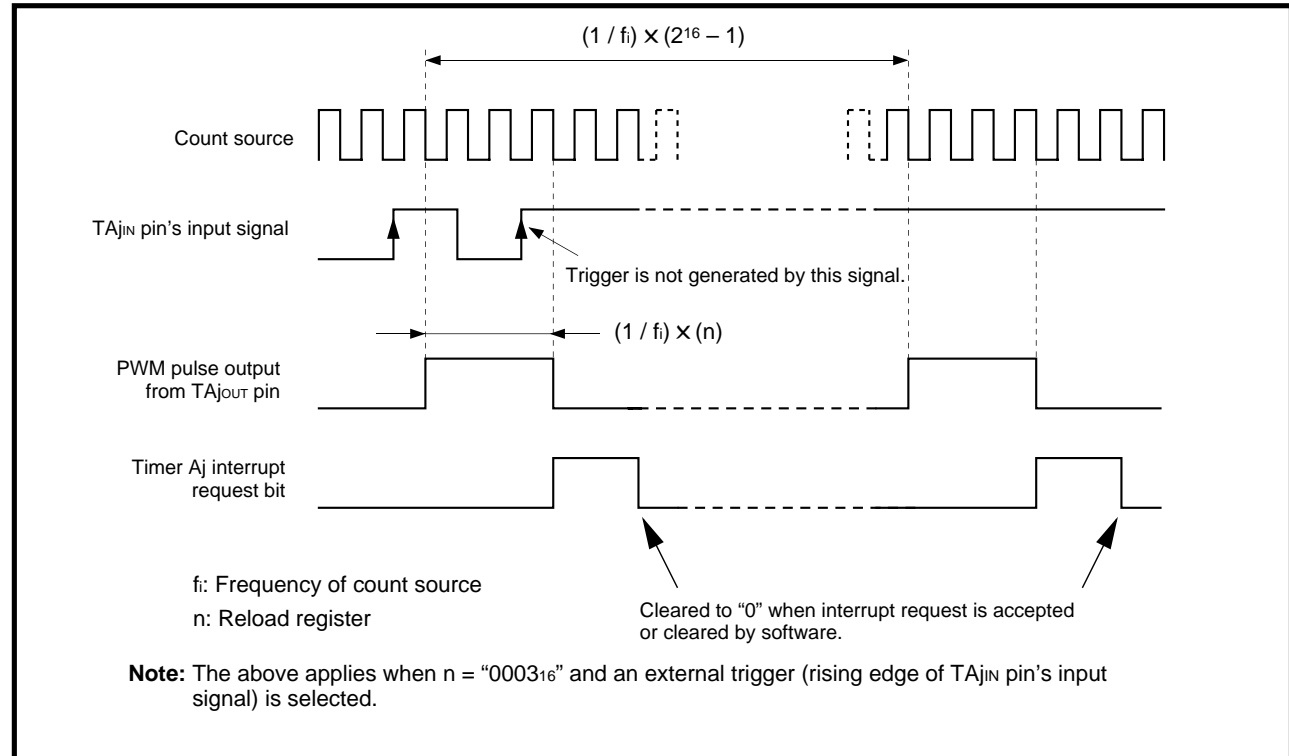 (1 / fi) × (2¹⁶ – 1)
Count source
TAjIN pin's input signal
Trigger is not generated by this signal.
(1 / fi) × (n)
PWM pulse output
from TAjOUT pin
Timer Aj interrupt
request bit
fi: Frequency of count source
n: Reload register
Cleared to “0” when interrupt request is accepted
or cleared by software.
Note: The above applies when n = “0003₁₆” and an external trigger (rising edge of TAjIN pin's input
signal) is selected.